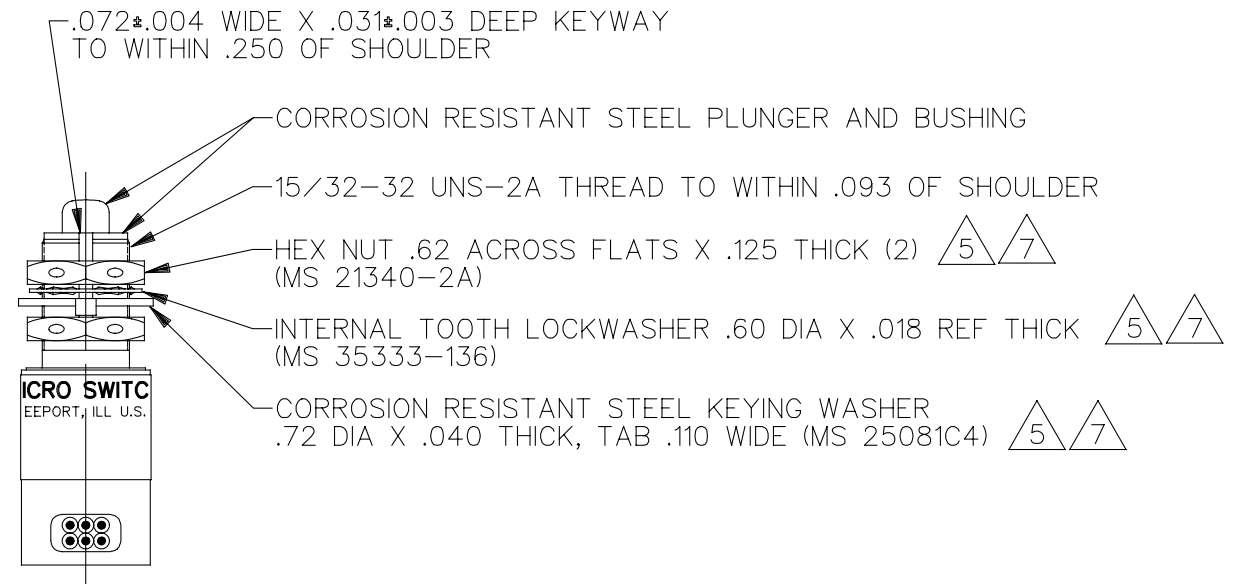 .072±.004 WIDE X .031±.003 DEEP KEYWAY
TO WITHIN .250 OF SHOULDER
CORROSION RESISTANT STEEL PLUNGER AND BUSHING
15/32-32 UNS-2A THREAD TO WITHIN .093 OF SHOULDER
HEX NUT .62 ACROSS FLATS X .125 THICK (2) 5 7
(MS 21340-2A)
INTERNAL TOOTH LOCKWASHER .60 DIA X .018 REF THICK 5 7
(MS 35333-136)
CORROSION RESISTANT STEEL KEYING WASHER
.72 DIA X .040 THICK, TAB .110 WIDE (MS 25081C4) 5 7
ICRO SWITC
EEPORT, ILL U.S.